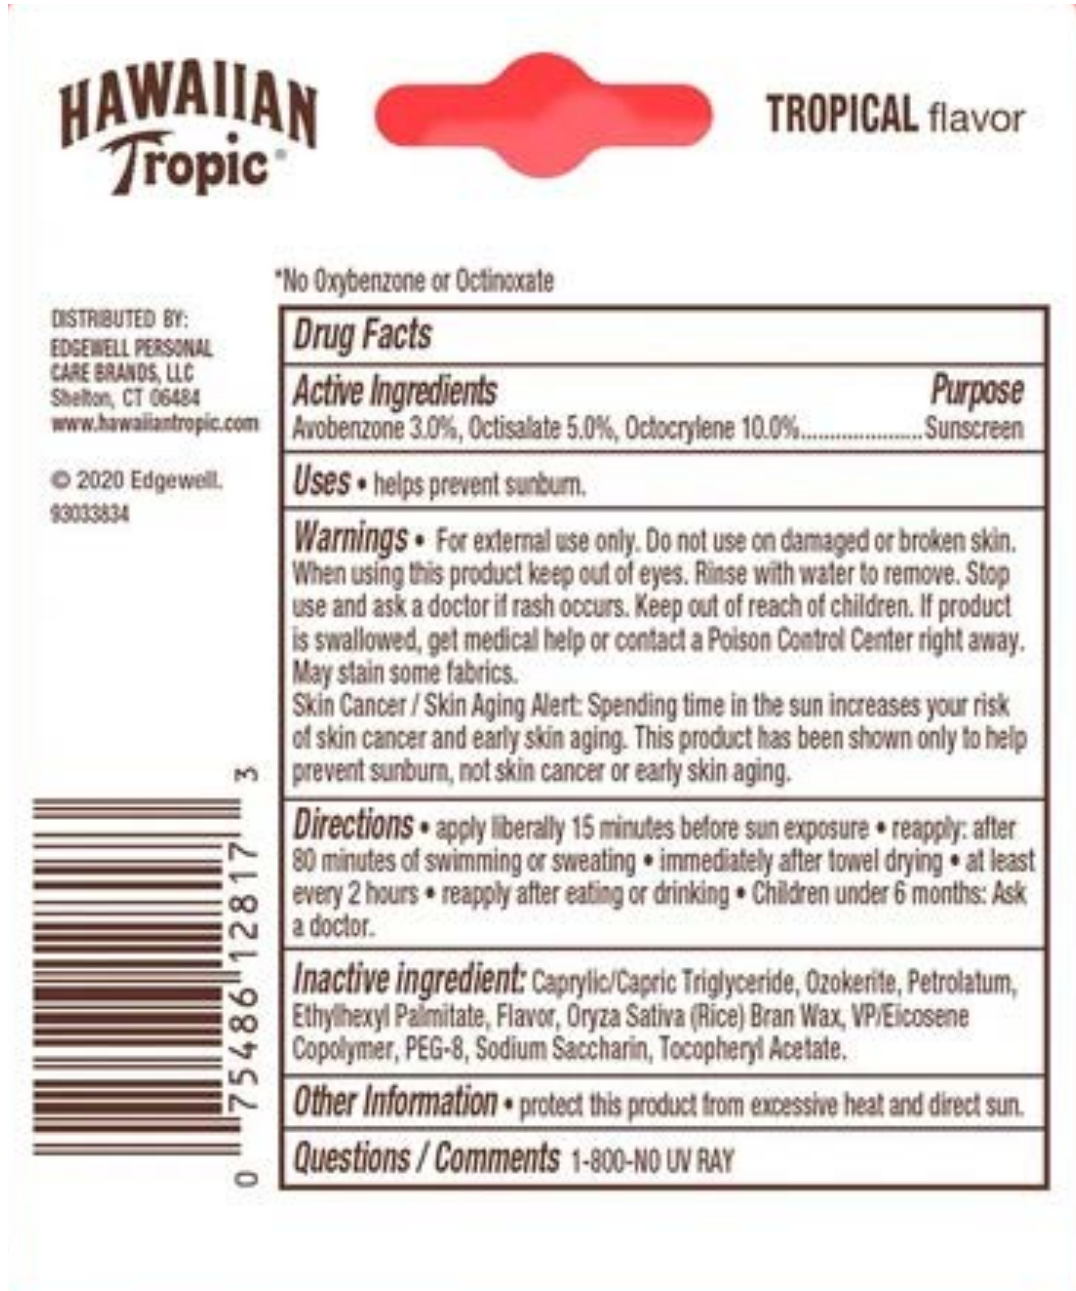 HAWAIIAN
Tropic®
TROPICAL flavor
*No Oxybenzone or Octinoxate
DISTRIBUTED BY:
EDGEWELL PERSONAL
CARE BRANDS, LLC
Shelton, CT 06484
www.hawaiiantropic.com
© 2020 Edgewell.
93033834
Drug Facts
Active Ingredients Purpose
Avobenzone 3.0%, Octisalate 5.0%, Octocrylene 10.0%.....................Sunscreen
Uses • helps prevent sunburn.
Warnings • For external use only. Do not use on damaged or broken skin.
When using this product keep out of eyes. Rinse with water to remove. Stop
use and ask a doctor if rash occurs. Keep out of reach of children. If product
is swallowed, get medical help or contact a Poison Control Center right away.
May stain some fabrics.
Skin Cancer / Skin Aging Alert: Spending time in the sun increases your risk
of skin cancer and early skin aging. This product has been shown only to help
prevent sunburn, not skin cancer or early skin aging.
Directions • apply liberally 15 minutes before sun exposure • reapply: after
80 minutes of swimming or sweating • immediately after towel drying • at least
every 2 hours • reapply after eating or drinking • Children under 6 months: Ask
a doctor.
Inactive ingredient: Caprylic/Capric Triglyceride, Ozokerite, Petrolatum,
Ethylhexyl Palmitate, Flavor, Oryza Sativa (Rice) Bran Wax, VP/Eicosene
Copolymer, PEG-8, Sodium Saccharin, Tocopheryl Acetate.
Other Information • protect this product from excessive heat and direct sun.
Questions / Comments 1-800-NO UV RAY
0 75486 12817 3